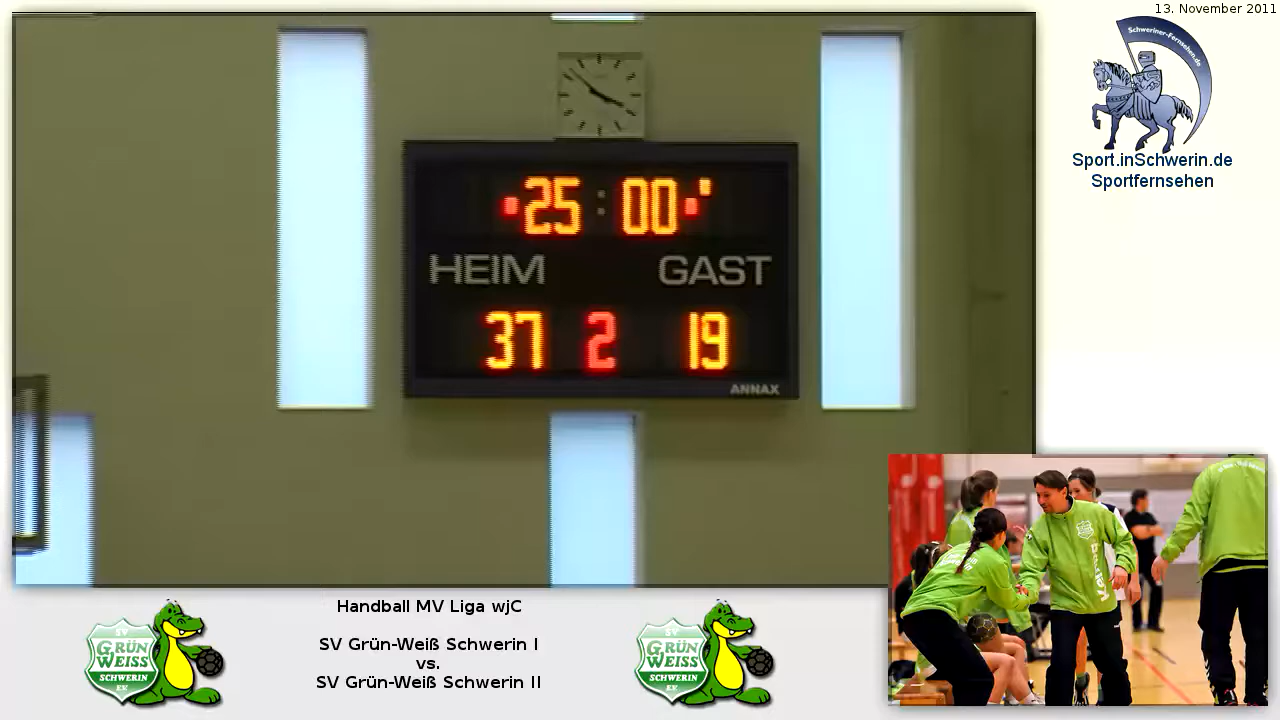 13. November 2011
Schweriner-Fernsehen.de
Sport.inSchwerin.de
Sportfernsehen
25:00
HEIM GAST
37 2 19
ANNAX
Handball MV Liga wjC
SV Grün-Weiß Schwerin I
vs.
SV Grün-Weiß Schwerin II
SV
GRÜN
WEISS
SCHWERIN
E.V.
SV
GRÜN
WEISS
SCHWERIN
E.V.